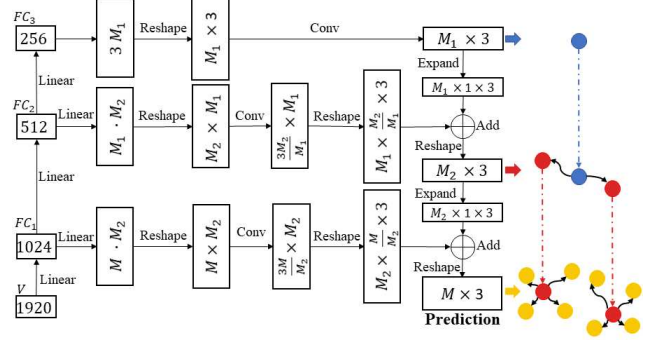 FC₃
256
Linear
3 M₁
Reshape
M₁ × 3
Conv
M₁ × 3
Expand
M₁ × 1 × 3
FC₂
512
Linear
M₁ · M₂
Reshape
M₂ × M₁
Conv
3M₂/M₁ × M₁
Reshape
M₁ × M₂/M₁ × 3
Add
Reshape
Linear
M₂ × 3
Expand
M₂ × 1 × 3
FC₁
1024
Linear
M · M₂
Reshape
M × M₂
Conv
3M/M₂ × M₂
Reshape
M₂ × M/M₂ × 3
Add
Reshape
Linear
V
1920
M × 3
Prediction